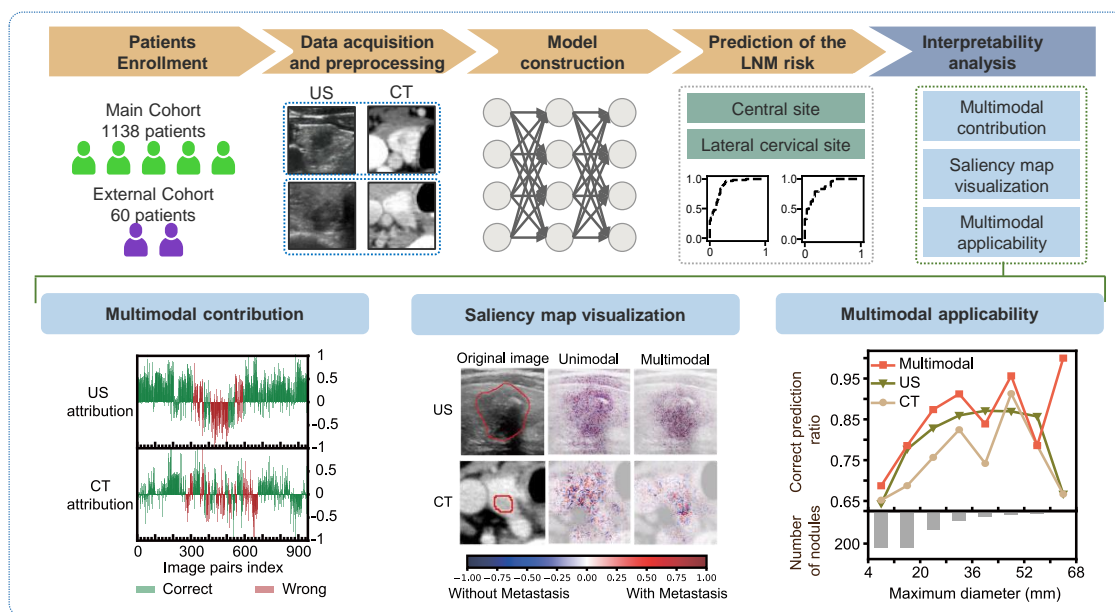 Patients
Enrollment
Data acquisition
and preprocessing
Model
construction
Prediction of the
LNM risk
Interpretability
analysis
Main Cohort
1138 patients
External Cohort
60 patients
US
CT
Central site
Lateral cervical site
1.0
0.5
0.0
0
1
1.0
0.5
0.0
0
1
Multimodal
contribution
Saliency map
visualization
Multimodal
applicability
Multimodal contribution
US
attribution
1
0.5
0
-0.5
-1
CT
attribution
1
0.5
0
-0.5
-1
0
300
600
900
Image pairs index
Correct
Wrong
Saliency map visualization
Original image
Unimodal
Multimodal
US
CT
−1.00 −0.75 −0.50 −0.25 0.00 0.25 0.50 0.75 1.00
Without Metastasis
With Metastasis
Multimodal applicability
Correct prediction
ratio
0.95
0.85
0.75
0.65
Multimodal
US
CT
Number
of nodules
200
4
20
36
52
68
Maximum diameter (mm)